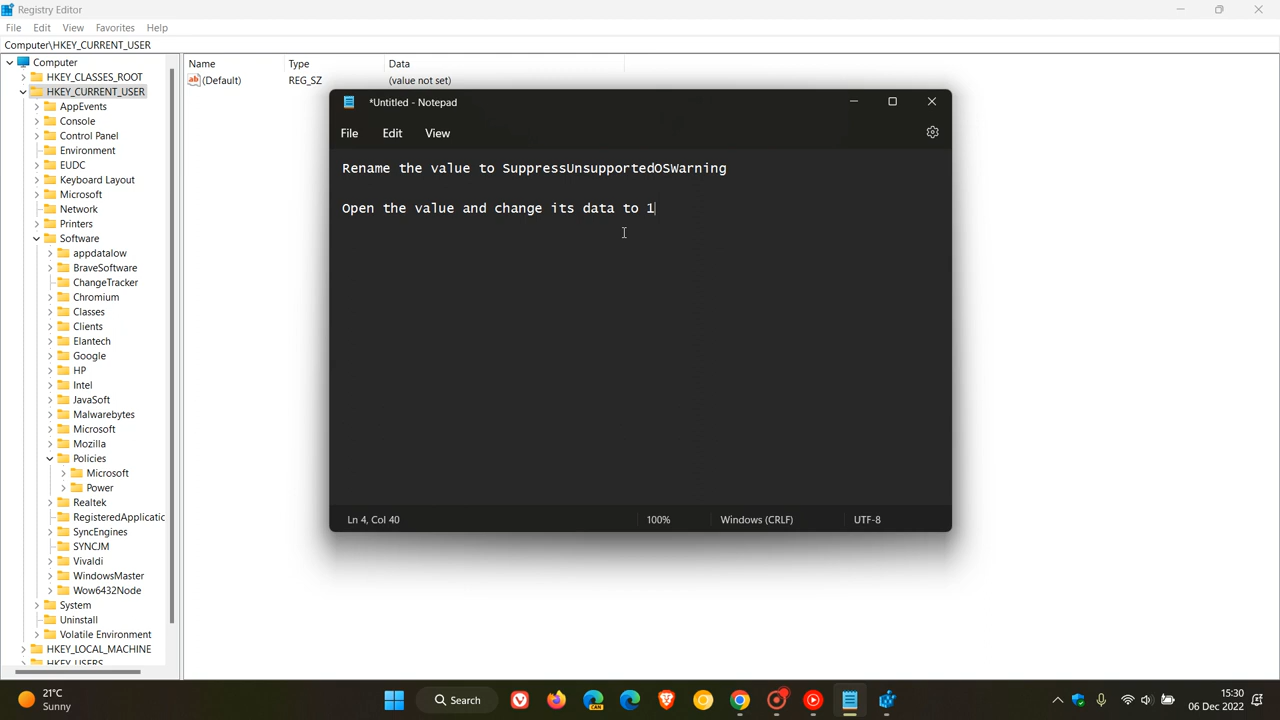 Registry Editor
File Edit View Favorites Help
Computer\HKEY_CURRENT_USER
Computer
HKEY_CLASSES_ROOT
HKEY_CURRENT_USER
AppEvents
Console
Control Panel
Environment
EUDC
Keyboard Layout
Microsoft
Network
Printers
Software
appdatalow
BraveSoftware
ChangeTracker
Chromium
Classes
Clients
Elantech
Google
HP
Intel
JavaSoft
Malwarebytes
Microsoft
Mozilla
Policies
Microsoft
Power
Realtek
RegisteredApplicatic
SyncEngines
SYNCJM
Vivaldi
WindowsMaster
Wow6432Node
System
Uninstall
Volatile Environment
HKEY_LOCAL_MACHINE
HKEY_USERS
Name Type Data
ab (Default) REG_SZ (value not set)
*Untitled - Notepad
File Edit View
Rename the value to SuppressUnsupportedOSWarning
Open the value and change its data to 1
Ln 4, Col 40 100% Windows (CRLF) UTF-8
21°C
Sunny
Search
CAN
15:30
06 Dec 2022